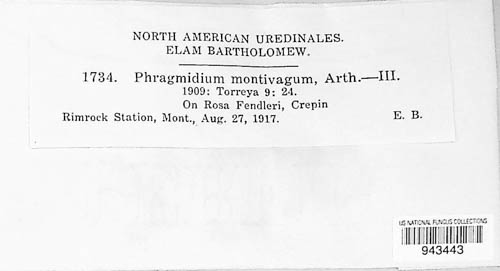 NORTH AMERICAN UREDINALES.
ELAM BARTHOLOMEW.
1734. Phragmidium montivagum, Arth.—III.
1909: Torreya 9: 24.
On Rosa Fendleri, Crepin
Rimrock Station, Mont., Aug. 27, 1917. E. B.
US NATIONAL FUNGUS COLLECTIONS
943443